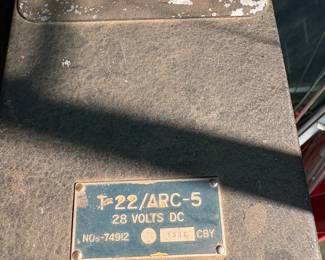 22/ARC-5
28 VOLTS DC
NOs-74912 CBY